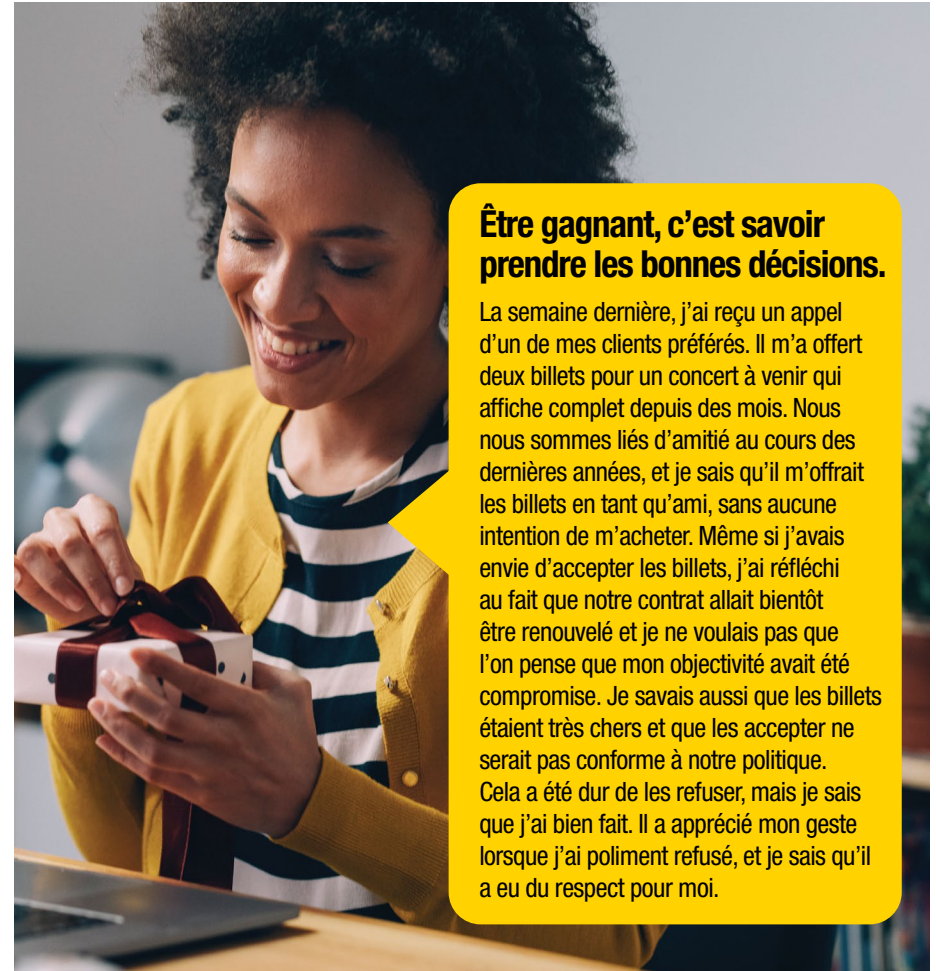 Être gagnant, c’est savoir
prendre les bonnes décisions.
La semaine dernière, j’ai reçu un appel
d’un de mes clients préférés. Il m’a offert
deux billets pour un concert à venir qui
affiche complet depuis des mois. Nous
nous sommes liés d’amitié au cours des
dernières années, et je sais qu’il m’offrait
les billets en tant qu’ami, sans aucune
intention de m’acheter. Même si j’avais
envie d’accepter les billets, j’ai réfléchi
au fait que notre contrat allait bientôt
être renouvelé et je ne voulais pas que
l’on pense que mon objectivité avait été
compromise. Je savais aussi que les billets
étaient très chers et que les accepter ne
serait pas conforme à notre politique.
Cela a été dur de les refuser, mais je sais
que j’ai bien fait. Il a apprécié mon geste
lorsque j’ai poliment refusé, et je sais qu’il
a eu du respect pour moi.